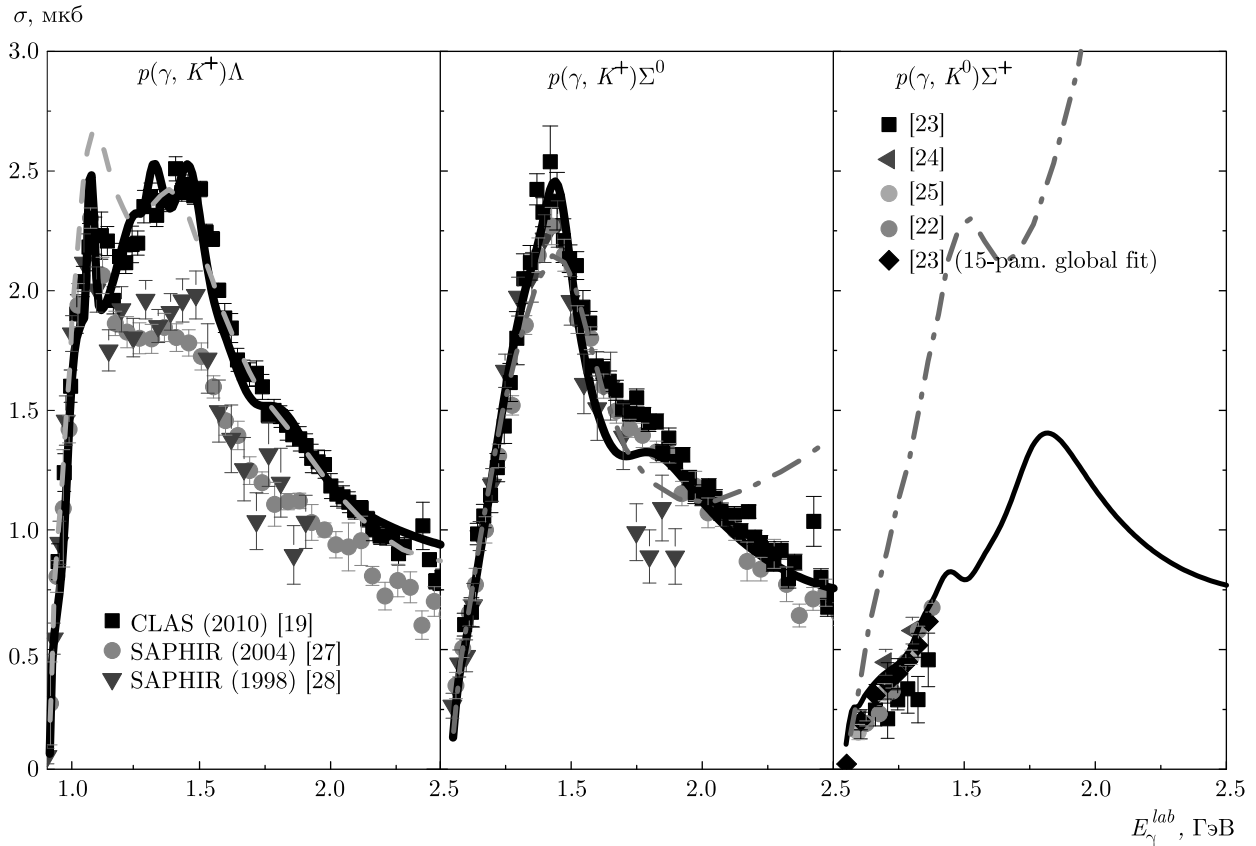 σ, мкб
3.0
2.5
2.0
1.5
1.0
0.5
0
p(γ, K⁺)Λ
CLAS (2010) [19]
SAPHIR (2004) [27]
SAPHIR (1998) [28]
p(γ, K⁺)Σ⁰
p(γ, K⁰)Σ⁺
[23]
[24]
[25]
[22]
[23] (15-pam. global fit)
1.0 1.5 2.0 2.5 1.5 2.0 2.5 1.5 2.0 2.5
E_γ^lab, ГэВ